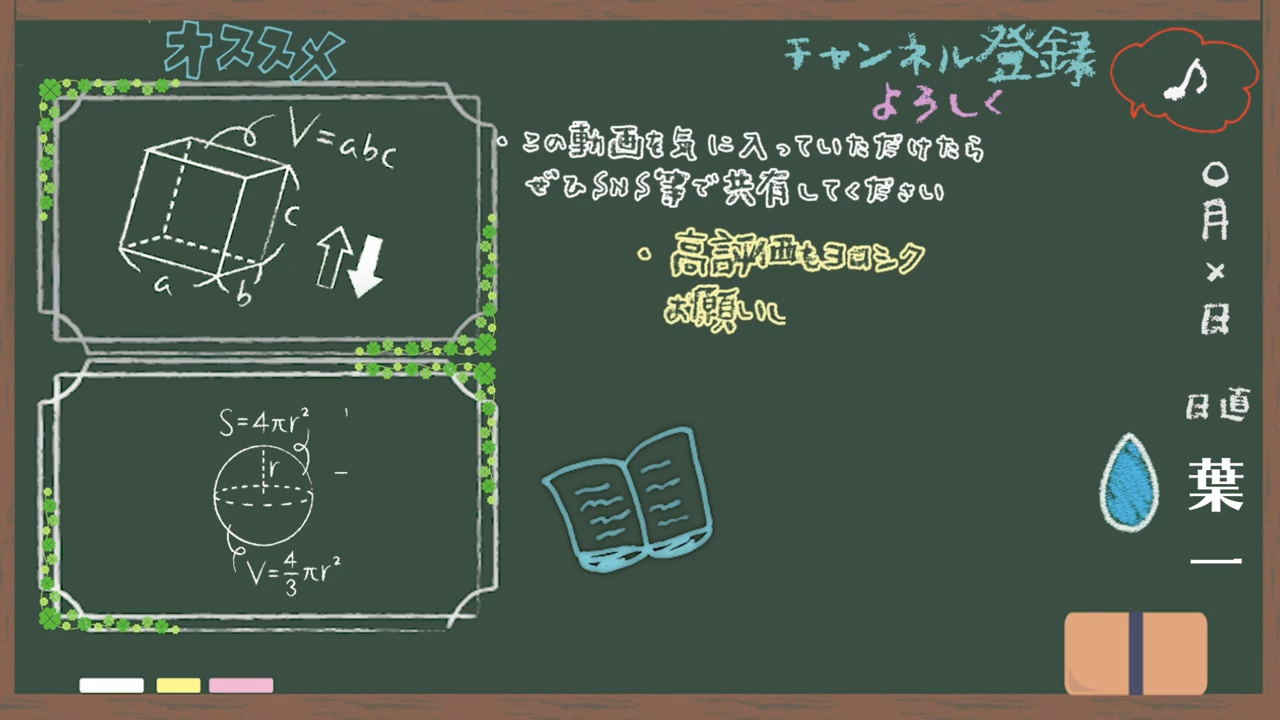 オススメ
V=abc
c
a
b
S=4πr²
r
V=4/3πr²
チャンネル登録
よろしく
・この動画を気に入っていただけたら
ぜひSNS等で共有してください
・高評価もヨロシク
お願いし
〇月×日
日直
葉一